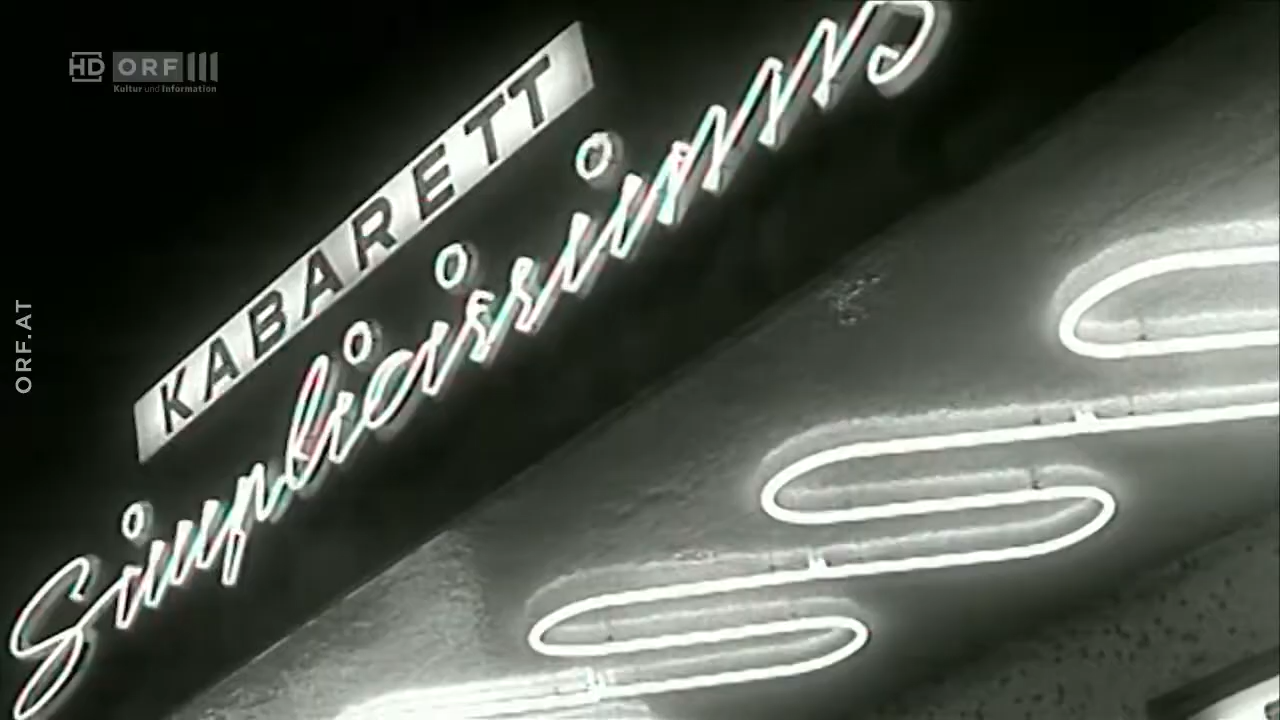 HD ORF III
Kultur und Information
KABARETT
Simplicissimus
ORF.AT